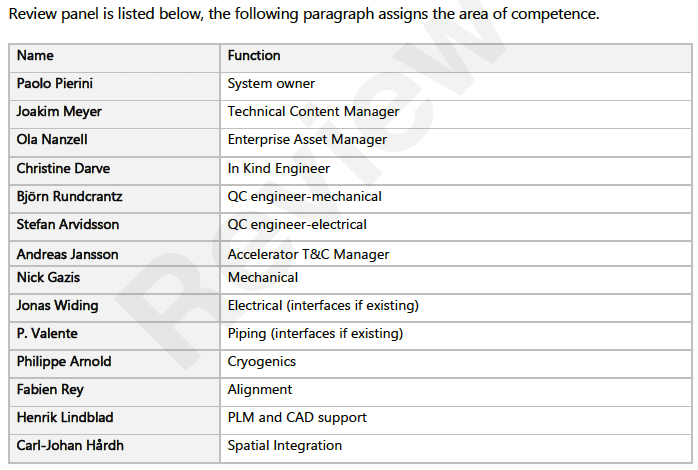 Review panel is listed below, the following paragraph assigns the area of competence.
Name Function
Paolo Pierini System owner
Joakim Meyer Technical Content Manager
Ola Nanzell Enterprise Asset Manager
Christine Darve In Kind Engineer
Björn Rundcrantz QC engineer-mechanical
Stefan Arvidsson QC engineer-electrical
Andreas Jansson Accelerator T&C Manager
Nick Gazis Mechanical
Jonas Widing Electrical (interfaces if existing)
P. Valente Piping (interfaces if existing)
Philippe Arnold Cryogenics
Fabien Rey Alignment
Henrik Lindblad PLM and CAD support
Carl-Johan Hårdh Spatial Integration
Review